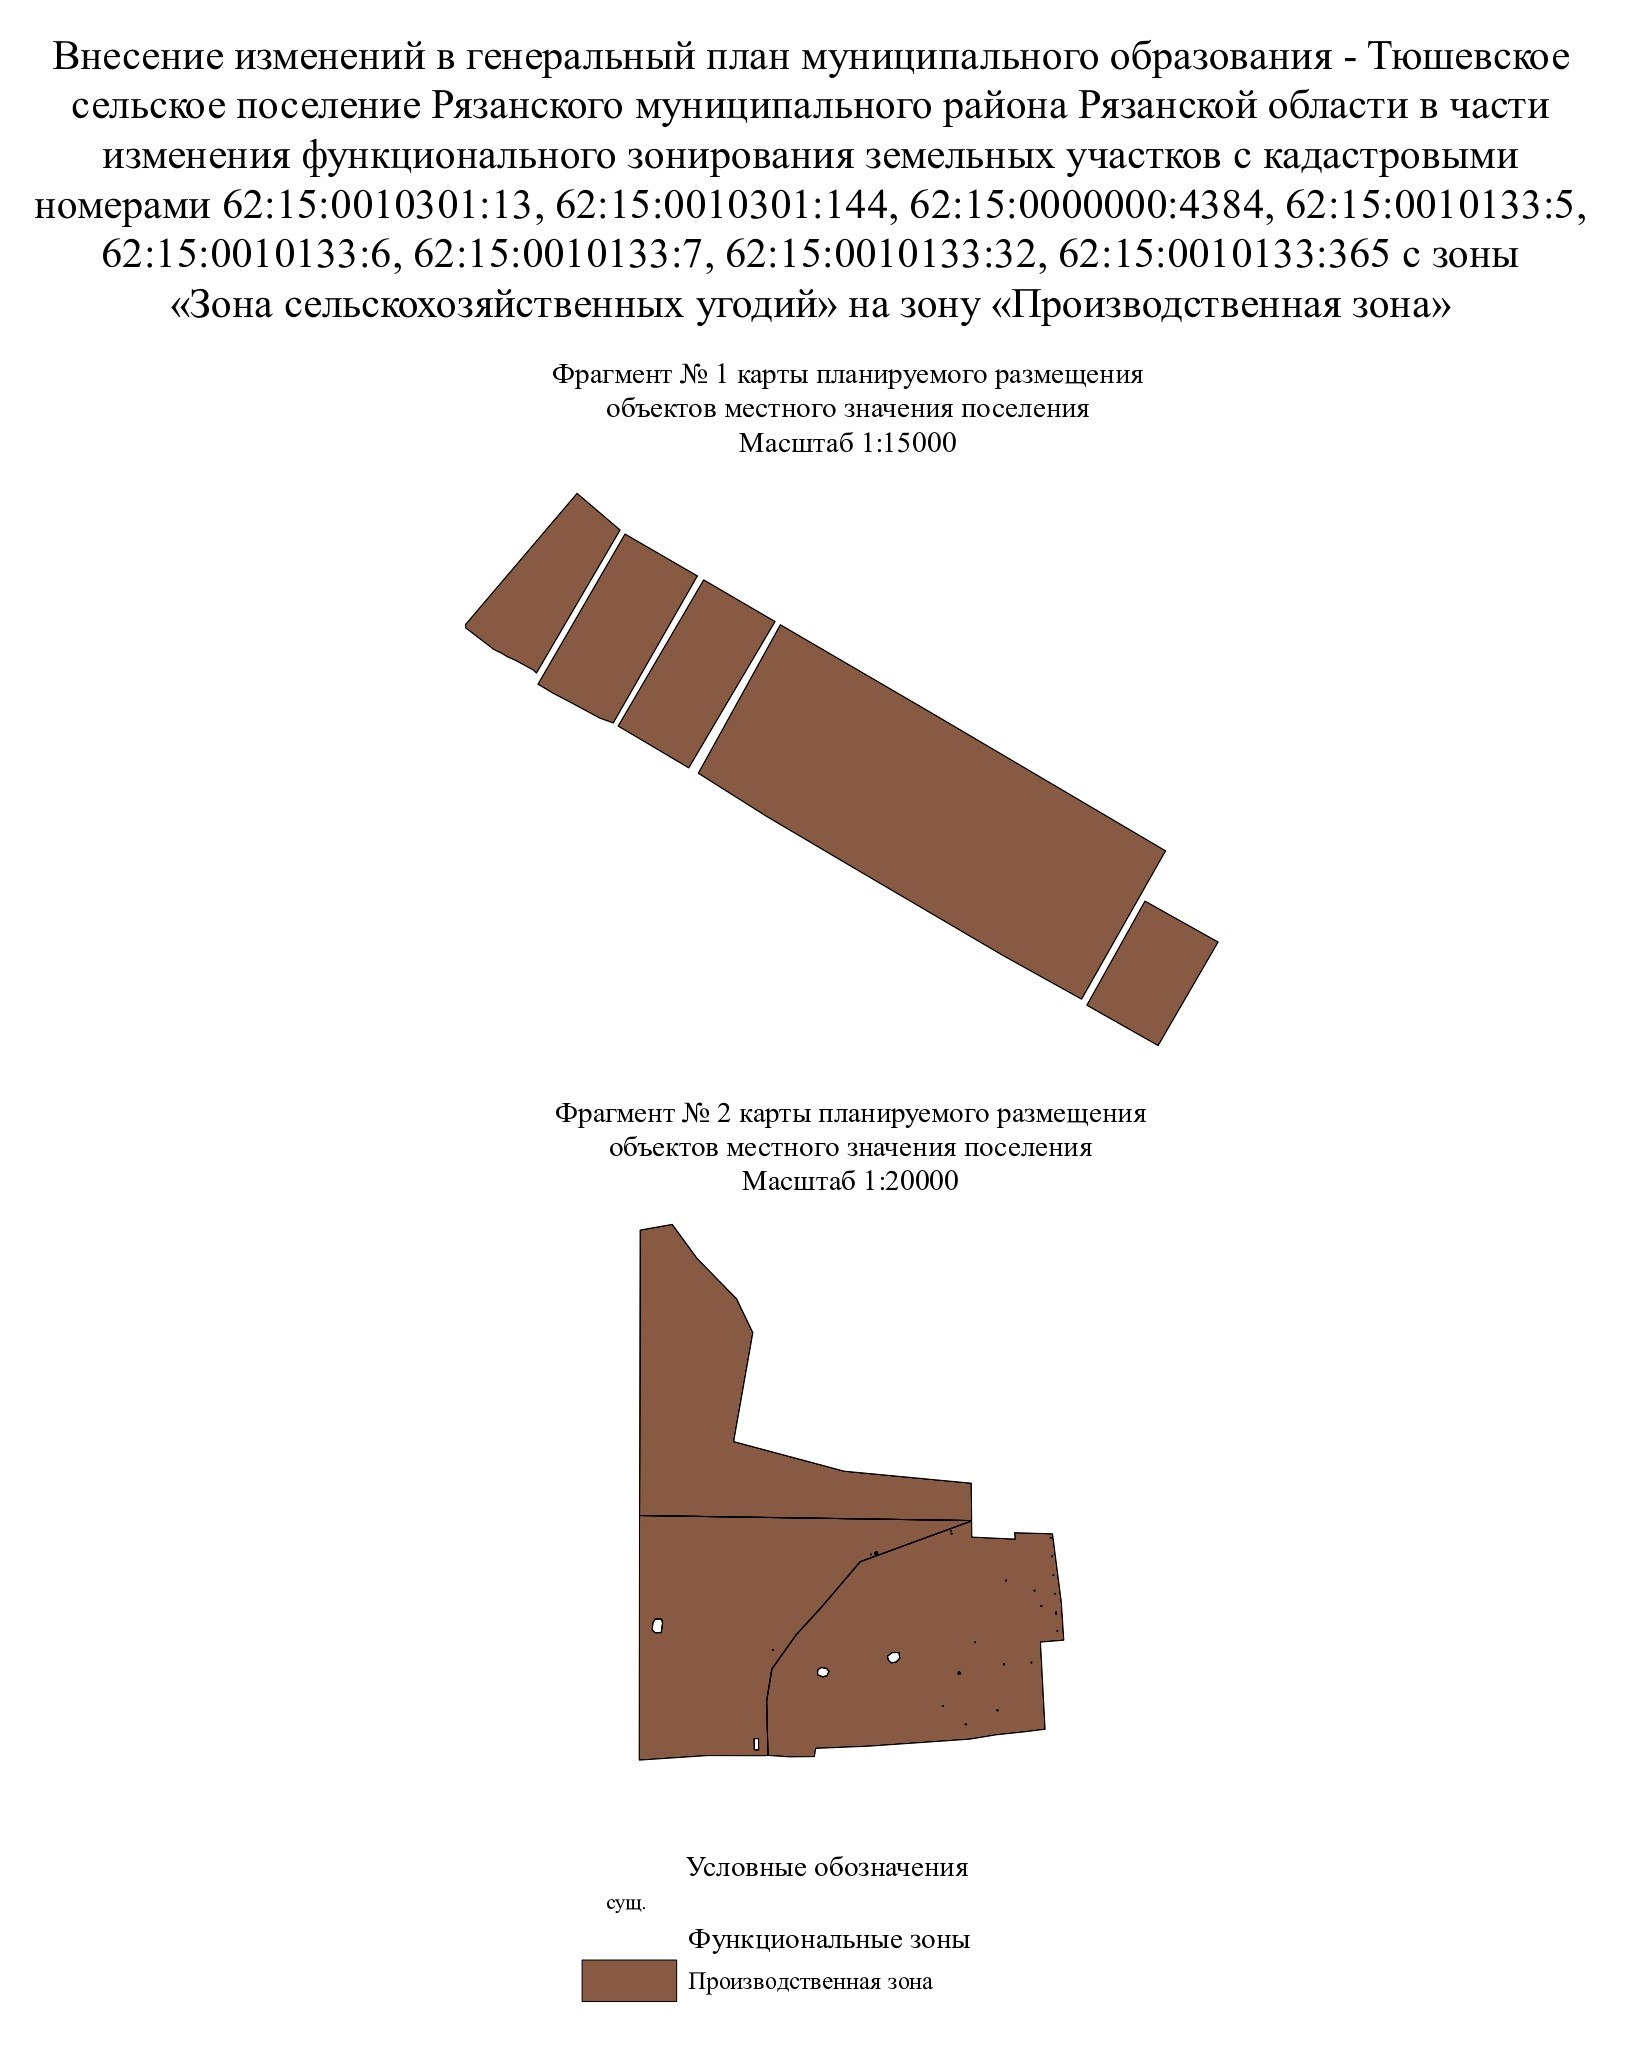 Внесение изменений в генеральный план муниципального образования - Тюшевское
сельское поселение Рязанского муниципального района Рязанской области в части
изменения функционального зонирования земельных участков с кадастровыми
номерами 62:15:0010301:13, 62:15:0010301:144, 62:15:0000000:4384, 62:15:0010133:5,
62:15:0010133:6, 62:15:0010133:7, 62:15:0010133:32, 62:15:0010133:365 с зоны
«Зона сельскохозяйственных угодий» на зону «Производственная зона»
Фрагмент № 1 карты планируемого размещения
объектов местного значения поселения
Масштаб 1:15000
Фрагмент № 2 карты планируемого размещения
объектов местного значения поселения
Масштаб 1:20000
Условные обозначения
сущ.
Функциональные зоны
Производственная зона